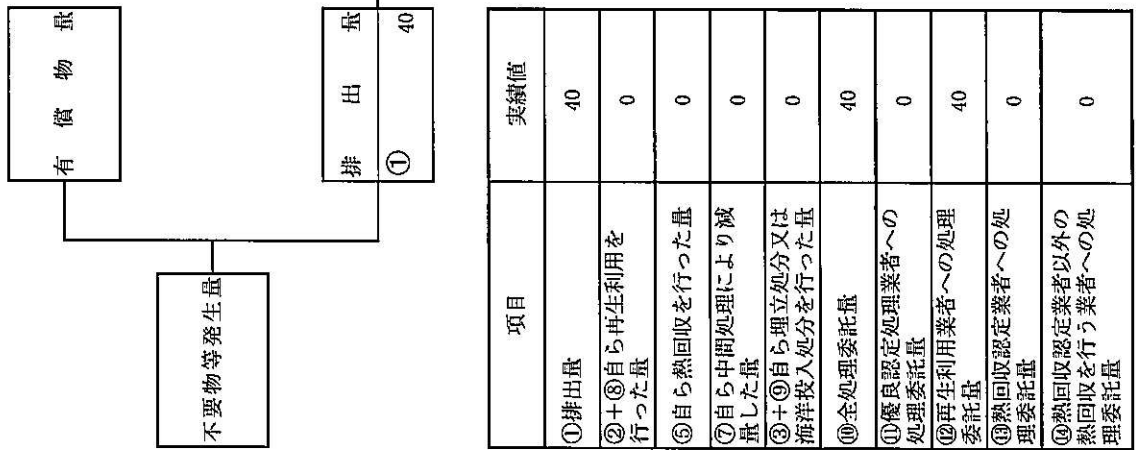 不要物等発生量
有償物量
排出量
① 40
項目 実績値
①排出量 40
②+⑧自ら再生利用を
行った量 0
⑤自ら熱回収を行った量 0
⑦自ら中間処理により減
量した量 0
③+⑨自ら埋立処分又は
海洋投入処分を行った量 0
⑩全処理委託量 40
⑪優良認定処理業者への
処理委託量 0
⑫再生利用業者への処理
委託量 40
⑬熱回収認定業者への処
理委託量 0
⑭熱回収認定業者以外の
熱回収を行う業者への処
理委託量 0